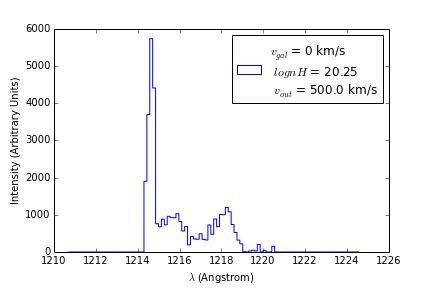 6000
5000
4000
3000
2000
1000
0
Intensity (Arbitrary Units)
v_gal = 0 km/s
lognH = 20.25
v_out = 500.0 km/s
1210 1212 1214 1216 1218 1220 1222 1224 1226
λ (Angstrom)